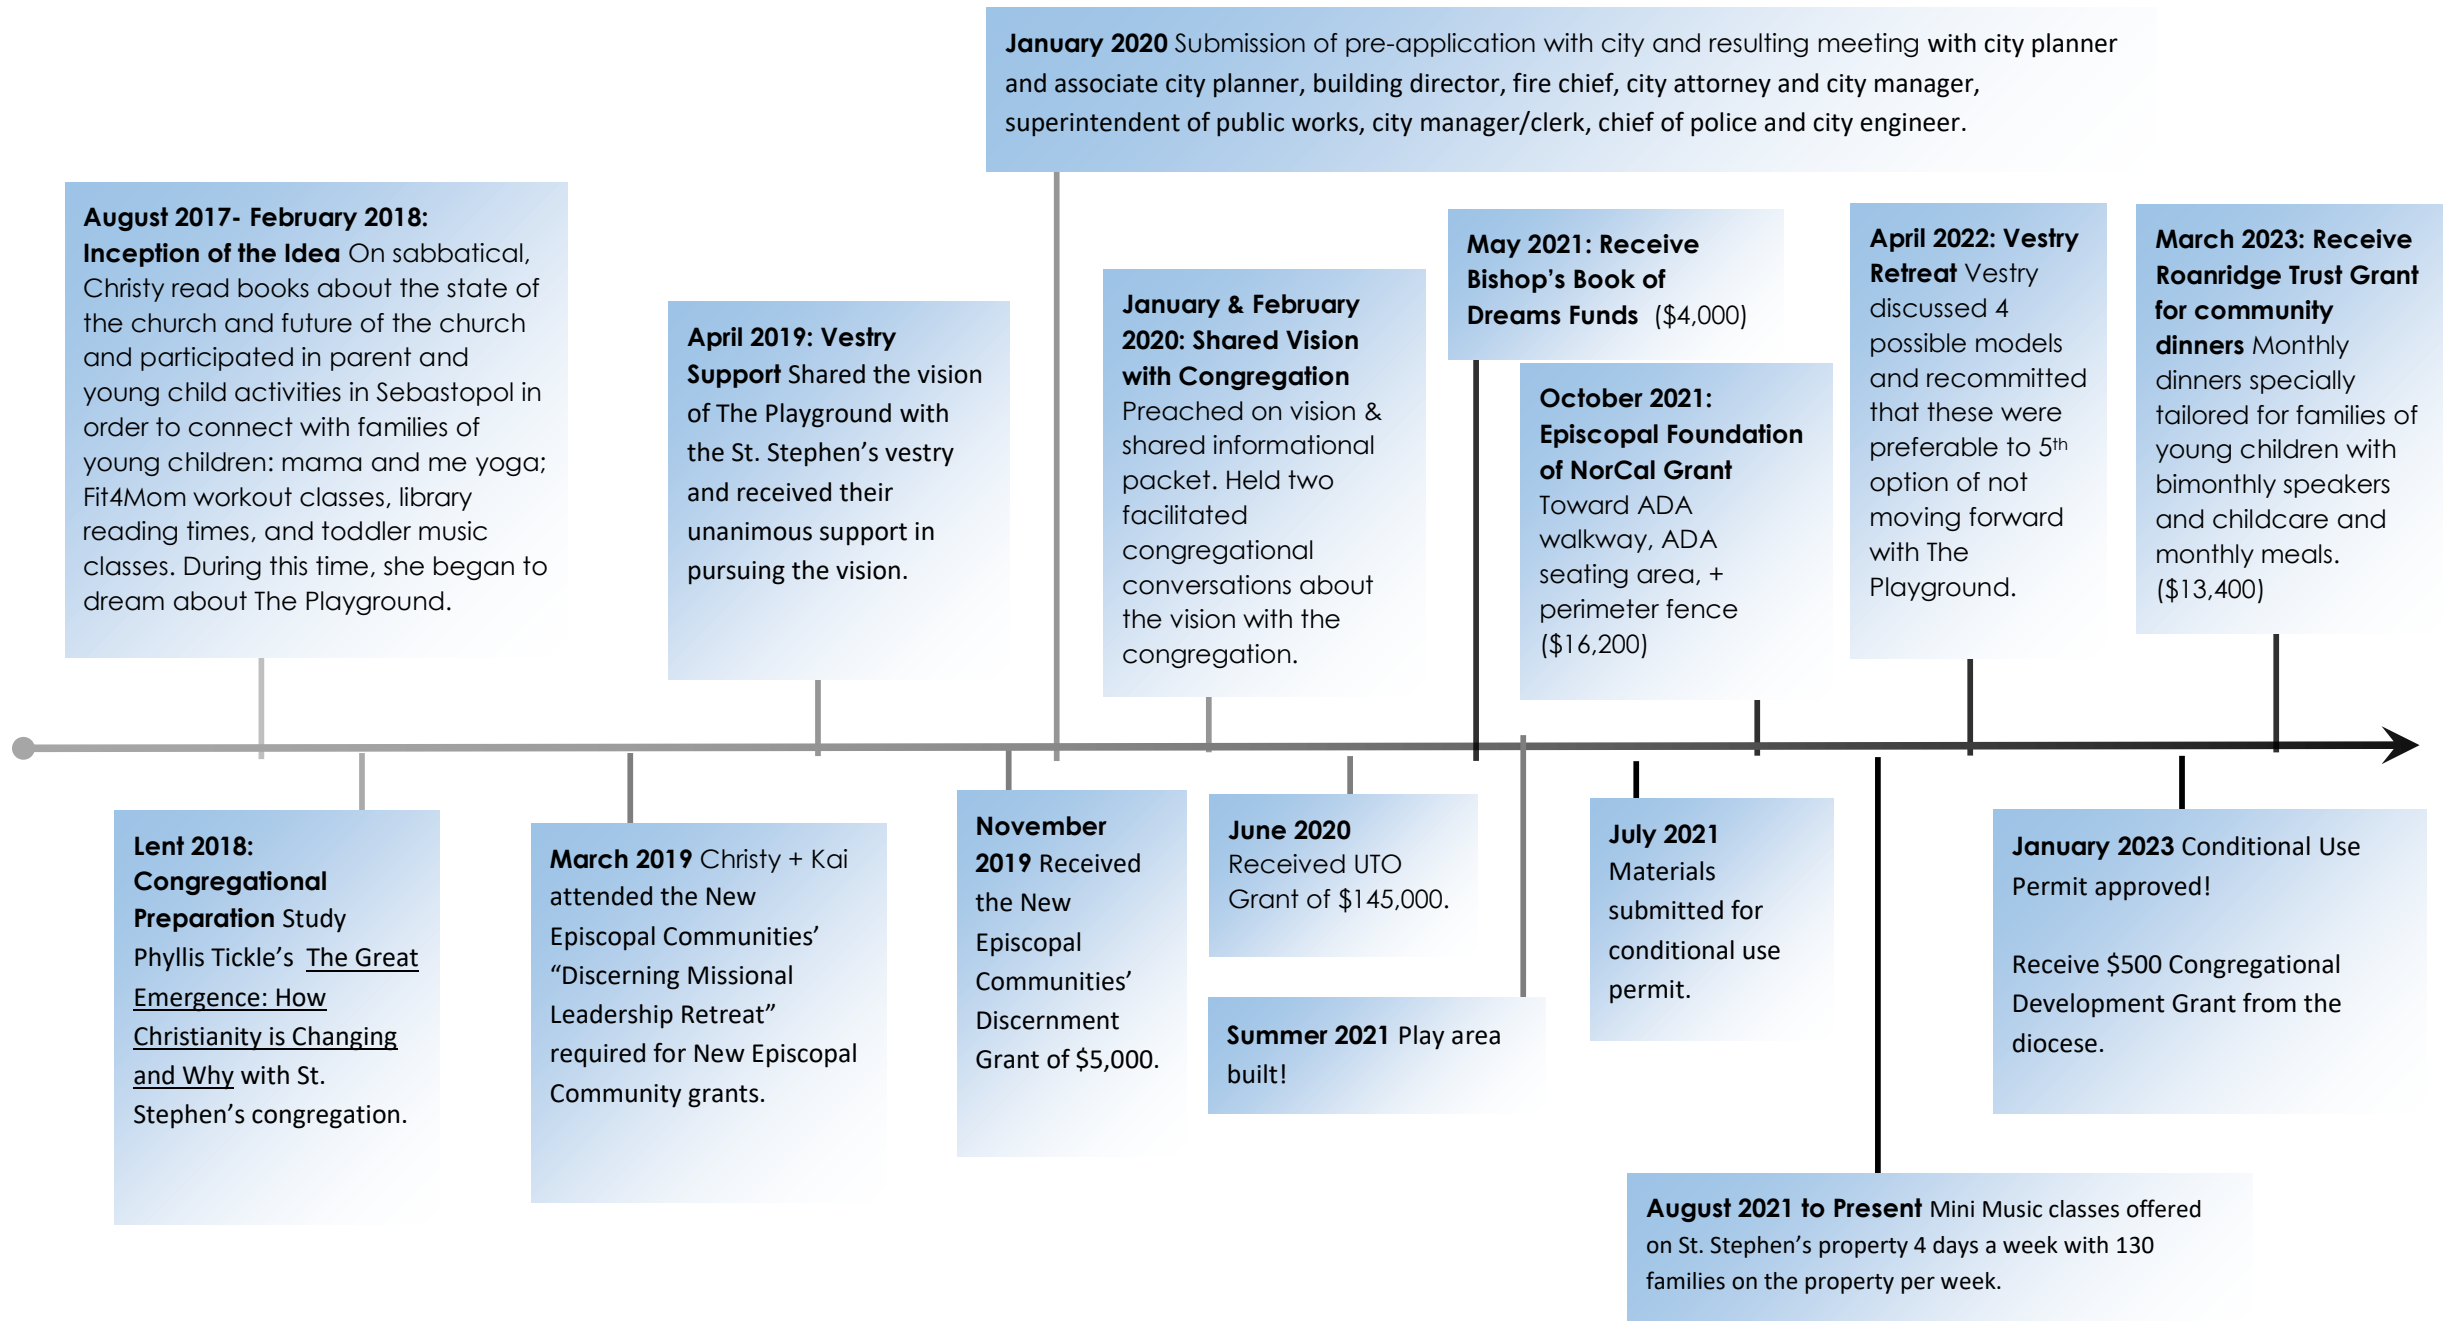 January 2020 Submission of pre-application with city and resulting meeting with city planner
and associate city planner, building director, fire chief, city attorney and city manager,
superintendent of public works, city manager/clerk, chief of police and city engineer.
August 2017- February 2018:
Inception of the Idea On sabbatical,
Christy read books about the state of
the church and future of the church
and participated in parent and
young child activities in Sebastopol in
order to connect with families of
young children: mama and me yoga;
Fit4Mom workout classes, library
reading times, and toddler music
classes. During this time, she began to
dream about The Playground.
April 2019: Vestry
Support Shared the vision
of The Playground with
the St. Stephen's vestry
and received their
unanimous support in
pursuing the vision.
January & February
2020: Shared Vision
with Congregation
Preached on vision &
shared informational
packet. Held two
facilitated
congregational
conversations about
the vision with the
congregation.
May 2021: Receive
Bishop's Book of
Dreams Funds ($4,000)
October 2021:
Episcopal Foundation
of NorCal Grant
Toward ADA
walkway, ADA
seating area, +
perimeter fence
($16,200)
April 2022: Vestry
Retreat Vestry
discussed 4
possible models
and recommitted
that these were
preferable to 5th
option of not
moving forward
with The
Playground.
March 2023: Receive
Roanridge Trust Grant
for community
dinners Monthly
dinners specially
tailored for families of
young children with
bimonthly speakers
and childcare and
monthly meals.
($13,400)
Lent 2018:
Congregational
Preparation Study
Phyllis Tickle's The Great
Emergence: How
Christianity is Changing
and Why with St.
Stephen's congregation.
March 2019 Christy + Kai
attended the New
Episcopal Communities'
“Discerning Missional
Leadership Retreat”
required for New Episcopal
Community grants.
November
2019 Received
the New
Episcopal
Communities'
Discernment
Grant of $5,000.
June 2020
Received UTO
Grant of $145,000.
Summer 2021 Play area
built!
July 2021
Materials
submitted for
conditional use
permit.
January 2023 Conditional Use
Permit approved!
Receive $500 Congregational
Development Grant from the
diocese.
August 2021 to Present Mini Music classes offered
on St. Stephen's property 4 days a week with 130
families on the property per week.